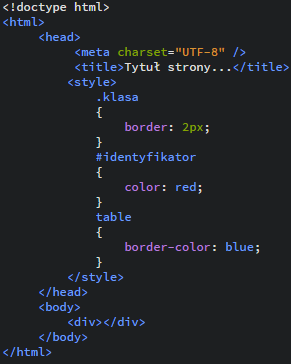 <!doctype html>
<html>
<head>
<meta charset="UTF-8" />
<title>Tytuł strony...</title>
<style>
.klasa
{
border: 2px;
}
#identyfikator
{
color: red;
}
table
{
border-color: blue;
}
</style>
</head>
<body>
<div></div>
</body>
</html>